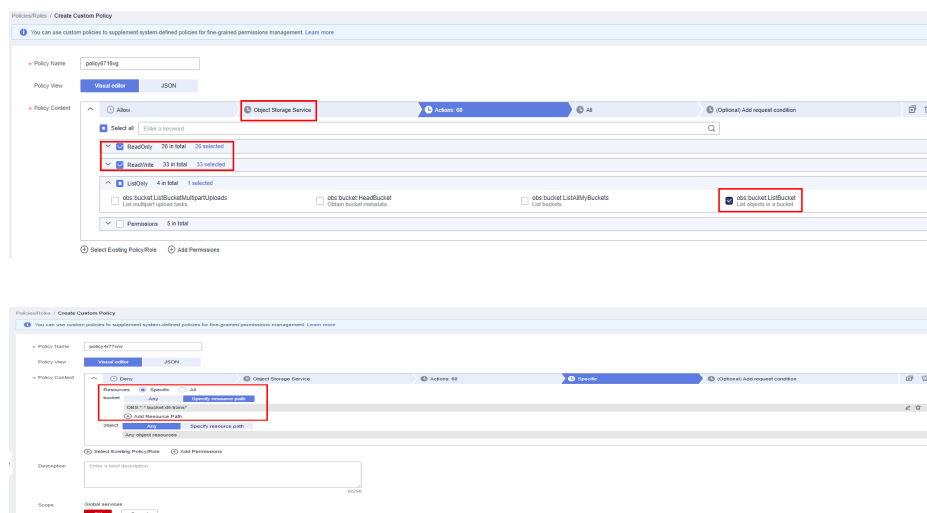 Policies/Roles / Create Custom Policy
You can use custom policies to supplement system-defined policies for fine-grained permissions management. Learn more
* Policy Name policy6716vg
Policy View Visual editor JSON
* Policy Content Allow Object Storage Service Actions: 60 All (Optional) Add request condition
Select all Enter a keyword.
ReadOnly 26 in total 26 selected
ReadWrite 33 in total 33 selected
ListOnly 4 in total 1 selected
obs:bucket:ListBucketMultipartUploads obs:bucket:HeadBucket obs:bucket:ListAllMyBuckets obs:bucket:ListBucket
List multipart upload tasks Obtain bucket metadata List buckets List objects in a bucket
Permissions 5 in total
Select Existing Policy/Role Add Permissions
Policies/Roles / Create Custom Policy
You can use custom policies to supplement system-defined policies for fine-grained permissions management. Learn more
* Policy Name
Policy View Visual editor JSON
* Policy Content Deny Object Storage Service Actions: 60 Specific (Optional) Add request condition
Resources Specific All
bucket Any Specify resource path
Add Resource Path
object Any Specify resource path
Any object resources
Select Existing Policy/Role Add Permissions
Description Enter a brief description.
0/256
Scope Global services